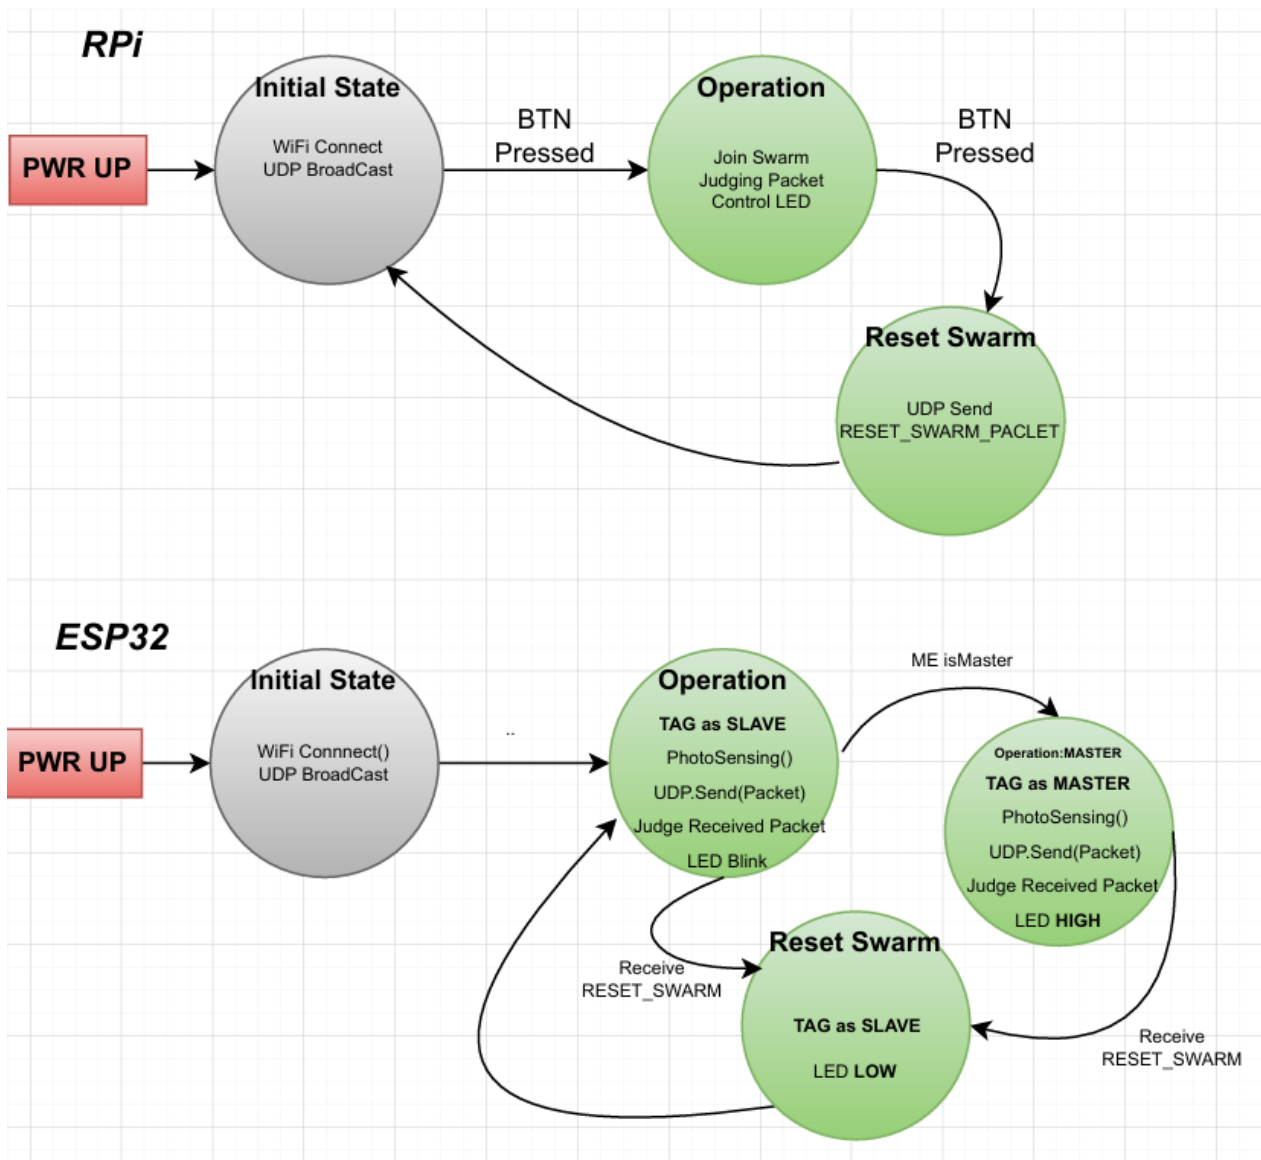 RPi
PWR UP
Initial State
WiFi Connect
UDP BroadCast
BTN
Pressed
Operation
Join Swarm
Judging Packet
Control LED
BTN
Pressed
Reset Swarm
UDP Send
RESET_SWARM_PACLET
ESP32
PWR UP
Initial State
WiFi Connnect()
UDP BroadCast
..
Operation
TAG as SLAVE
PhotoSensing()
UDP.Send(Packet)
Judge Received Packet
LED Blink
ME isMaster
Operation:MASTER
TAG as MASTER
PhotoSensing()
UDP.Send(Packet)
Judge Received Packet
LED HIGH
Receive
RESET_SWARM
Reset Swarm
TAG as SLAVE
LED LOW
Receive
RESET_SWARM